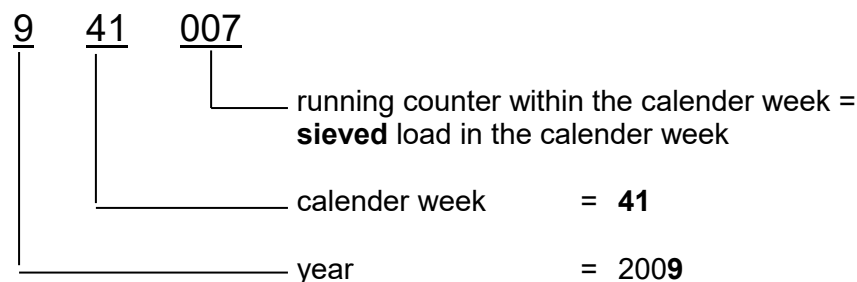 9 41 007
running counter within the calender week =
sieved load in the calender week
calender week = 41
year = 2009